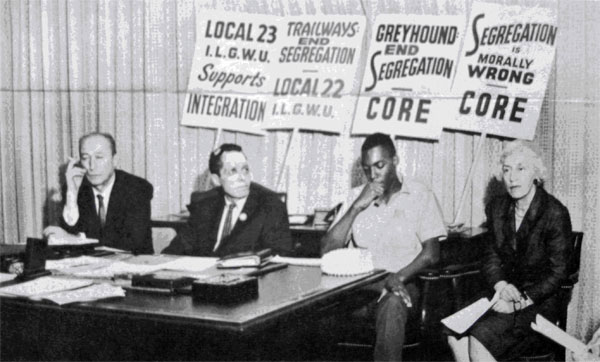 LOCAL 23
I.L.G.W.U.
Supports
INTEGRATION
TRAILWAYS:
END
SEGREGATION
LOCAL 22
I.L.G.W.U.
GREYHOUND:
END
SEGREGATION
CORE
SEGREGATION
IS
MORALLY
WRONG
CORE